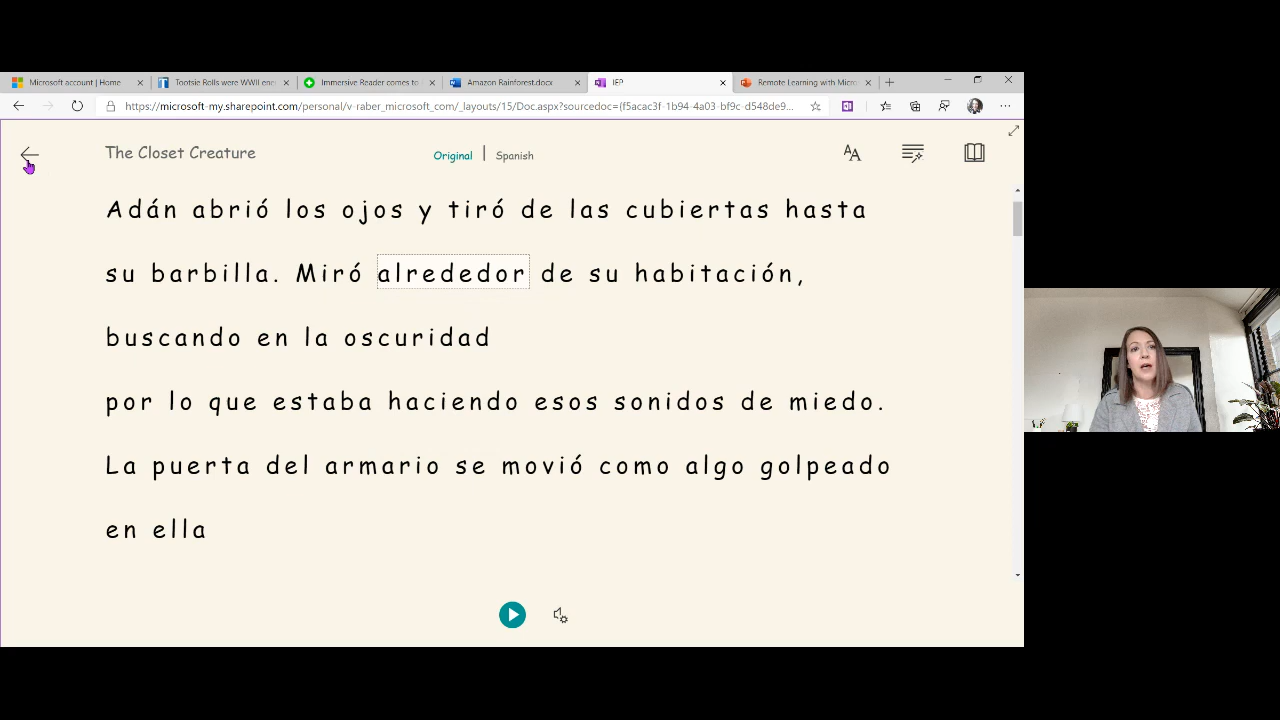 Microsoft account | Home
Tootsie Rolls were WWII ene
Immersive Reader comes to
Amazon Rainforest.docx
IEP
Remote Learning with Micro
https://microsoft-my.sharepoint.com/personal/v-raber_microsoft_com/_layouts/15/Doc.aspx?sourcedoc={f5acac3f-1b94-4a03-bf9c-d548de9...
The Closet Creature
Original | Spanish
Adán abrió los ojos y tiró de las cubiertas hasta
su barbilla. Miró alrededor de su habitación,
buscando en la oscuridad
por lo que estaba haciendo esos sonidos de miedo.
La puerta del armario se movió como algo golpeado
en ella